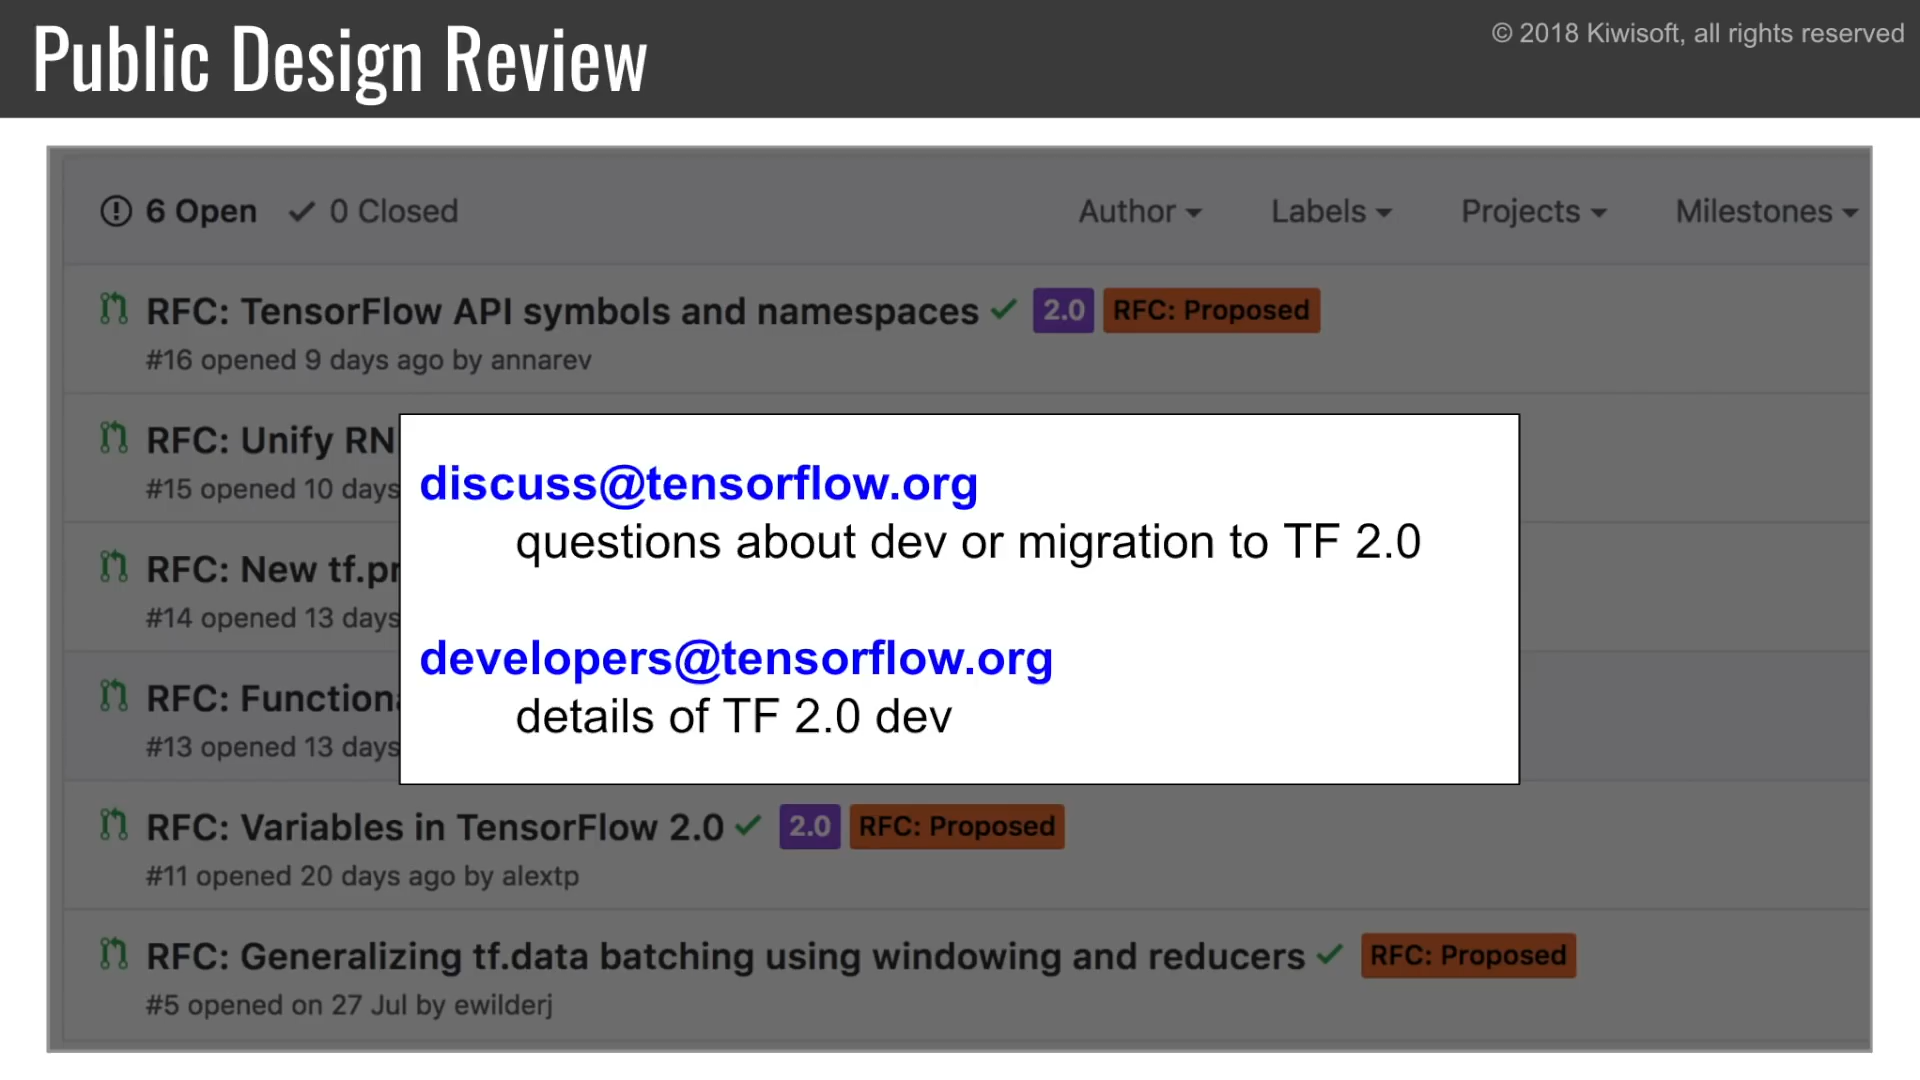 Public Design Review
© 2018 Kiwisoft, all rights reserved
6 Open 0 Closed Author Labels Projects Milestones
RFC: TensorFlow API symbols and namespaces 2.0 RFC: Proposed
#16 opened 9 days ago by annarev
RFC: Unify
#15 opened 10 days
discuss@tensorflow.org
questions about dev or migration to TF 2.0
RFC: New
#14 opened 13 days
developers@tensorflow.org
details of TF 2.0 dev
RFC:
#13 opened 13 days
RFC: Variables in TensorFlow 2.0 2.0 RFC: Proposed
#11 opened 20 days ago by alextp
RFC: Generalizing tf.data batching using windowing and reducers RFC: Proposed
#5 opened on 27 Jul by ewilderj